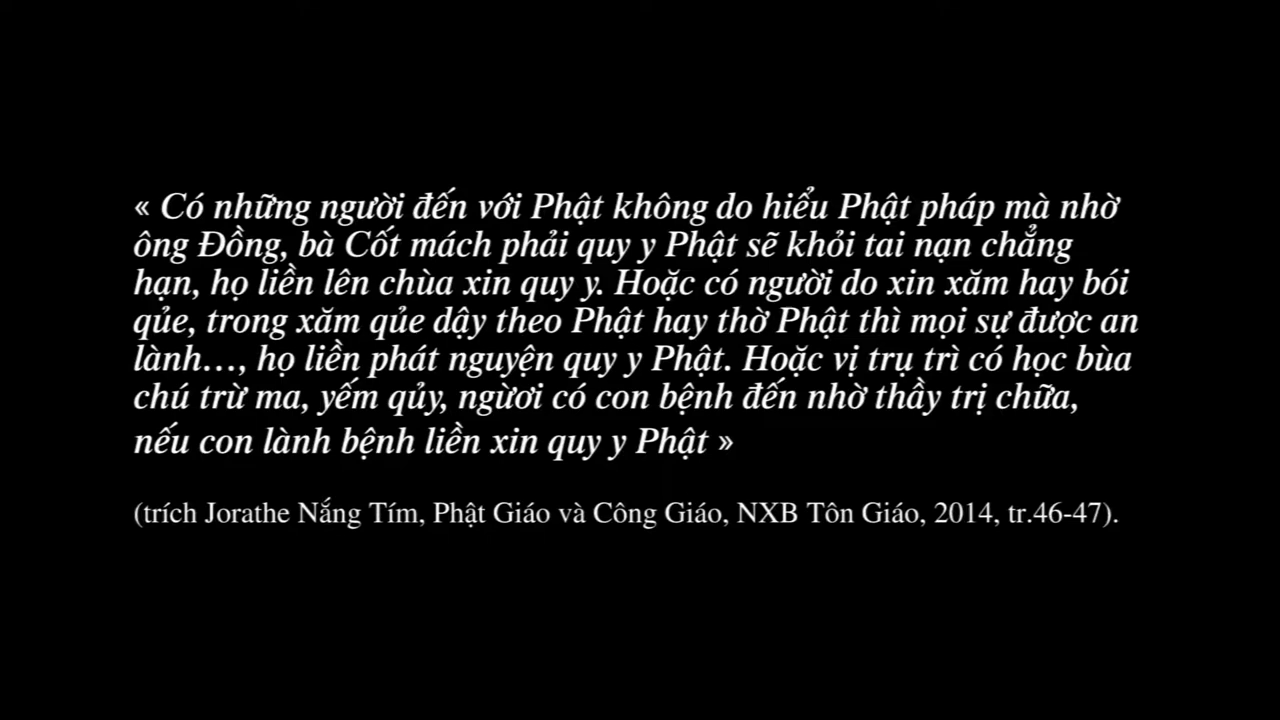 « Có những người đến với Phật không do hiểu Phật pháp mà nhờ
ông Đồng, bà Cốt mách phải quy y Phật sẽ khỏi tai nạn chẳng
hạn, họ liền lên chùa xin quy y. Hoặc có người do xin xăm hay bói
qủe, trong xăm qủe dậy theo Phật hay thờ Phật thì mọi sự được an
lành…, họ liền phát nguyện quy y Phật. Hoặc vị trụ trì có học bùa
chú trừ ma, yếm qủy, ngừơi có con bệnh đến nhờ thầy trị chữa,
nếu con lành bệnh liền xin quy y Phật »
(trích Jorathe Nắng Tím, Phật Giáo và Công Giáo, NXB Tôn Giáo, 2014, tr.46-47).